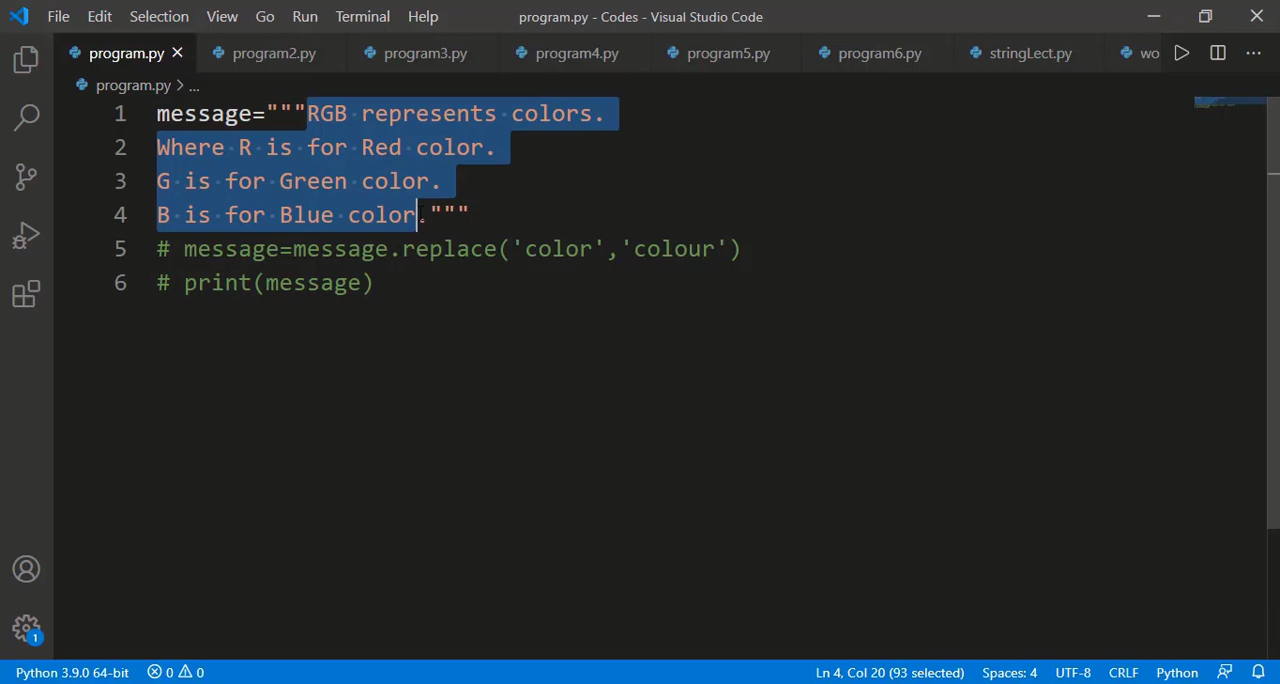 File Edit Selection View Go Run Terminal Help program.py - Codes - Visual Studio Code
program.py program2.py program3.py program4.py program5.py program6.py stringLect.py wo
program.py > ...
1 message="""RGB represents colors.
2 Where R is for Red color.
3 G is for Green color.
4 B is for Blue color."""
5 # message=message.replace('color','colour')
6 # print(message)
1
Python 3.9.0 64-bit 0 0 Ln 4, Col 20 (93 selected) Spaces: 4 UTF-8 CRLF Python